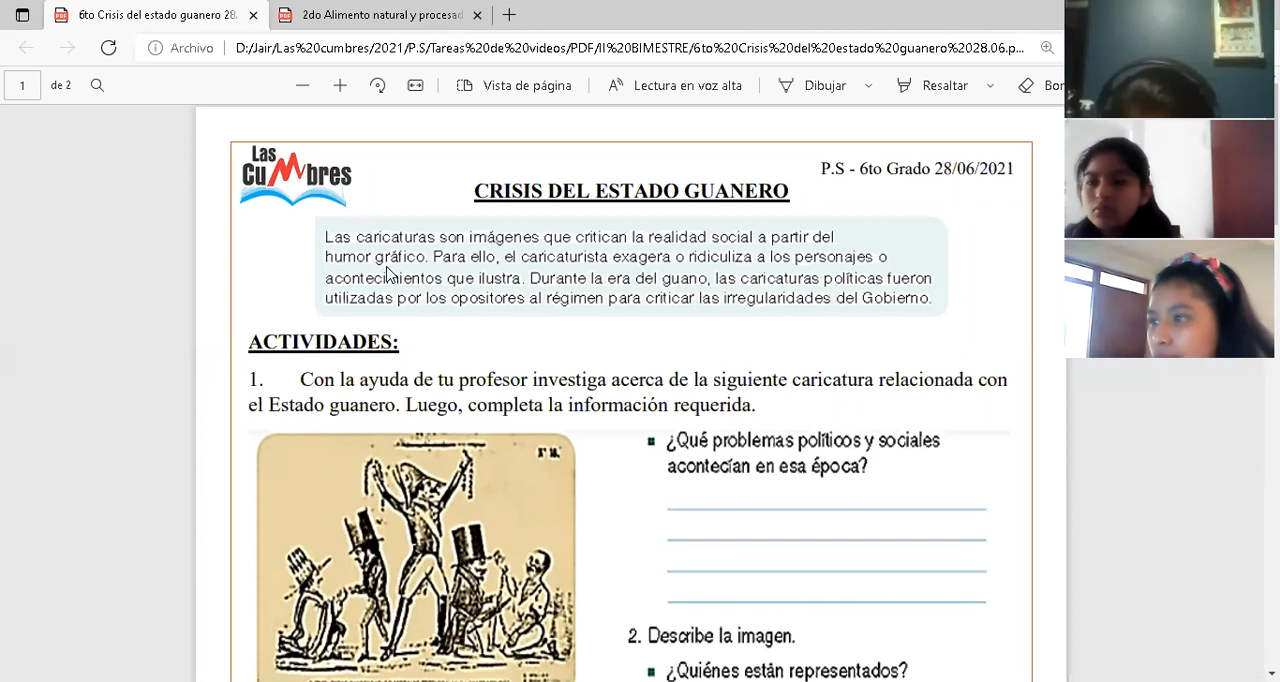 6to Crisis del estado guanero 28.
2do Alimento natural y procesad
Archivo
D:/Jair/Las%20cumbres/2021/P.S/Tareas%20de%20videos/PDF/II%20BIMESTRE/6to%20Crisis%20del%20estado%20guanero%2028.06.p...
1 de 2
Vista de página
Lectura en voz alta
Dibujar
Resaltar
Bor
Las Cumbres
P.S - 6to Grado 28/06/2021
CRISIS DEL ESTADO GUANERO
Las caricaturas son imágenes que critican la realidad social a partir del
humor gráfico. Para ello, el caricaturista exagera o ridiculiza a los personajes o
acontecimientos que ilustra. Durante la era del guano, las caricaturas políticas fueron
utilizadas por los opositores al régimen para criticar las irregularidades del Gobierno.
ACTIVIDADES:
1. Con la ayuda de tu profesor investiga acerca de la siguiente caricatura relacionada con
el Estado guanero. Luego, completa la información requerida.
¿Qué problemas políticos y sociales
acontecían en esa época?
2. Describe la imagen.
¿Quiénes están representados?